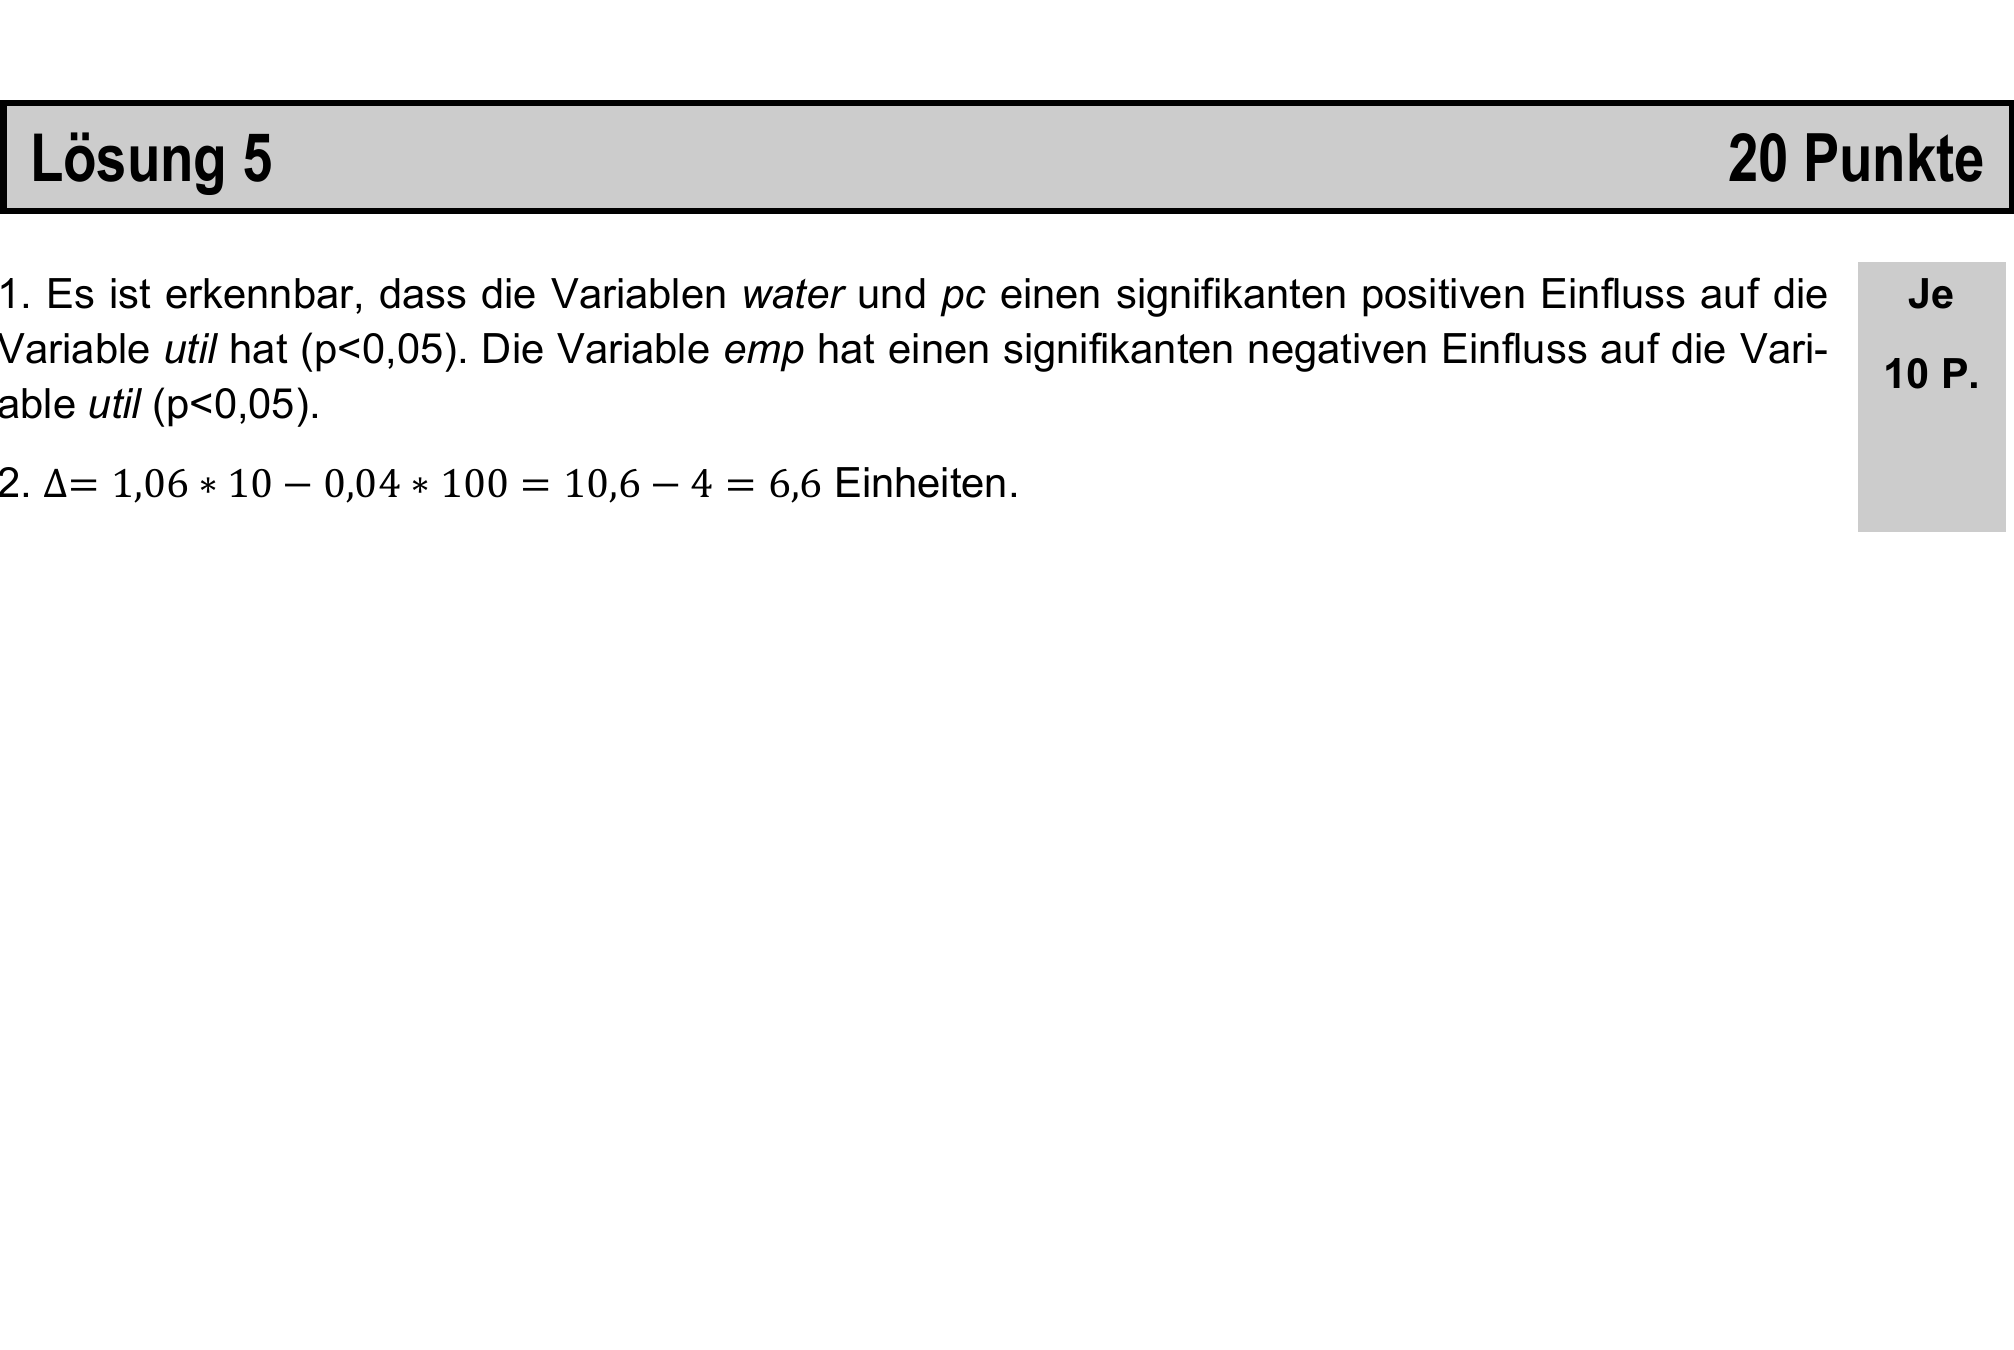 Lösung 5 20 Punkte
1. Es ist erkennbar, dass die Variablen water und pc einen signifikanten positiven Einfluss auf die
Variable util hat (p<0,05). Die Variable emp hat einen signifikanten negativen Einfluss auf die Vari-
able util (p<0,05).
2. Δ= 1,06 ∗ 10 − 0,04 ∗ 100 = 10,6 − 4 = 6,6 Einheiten.
Je
10 P.